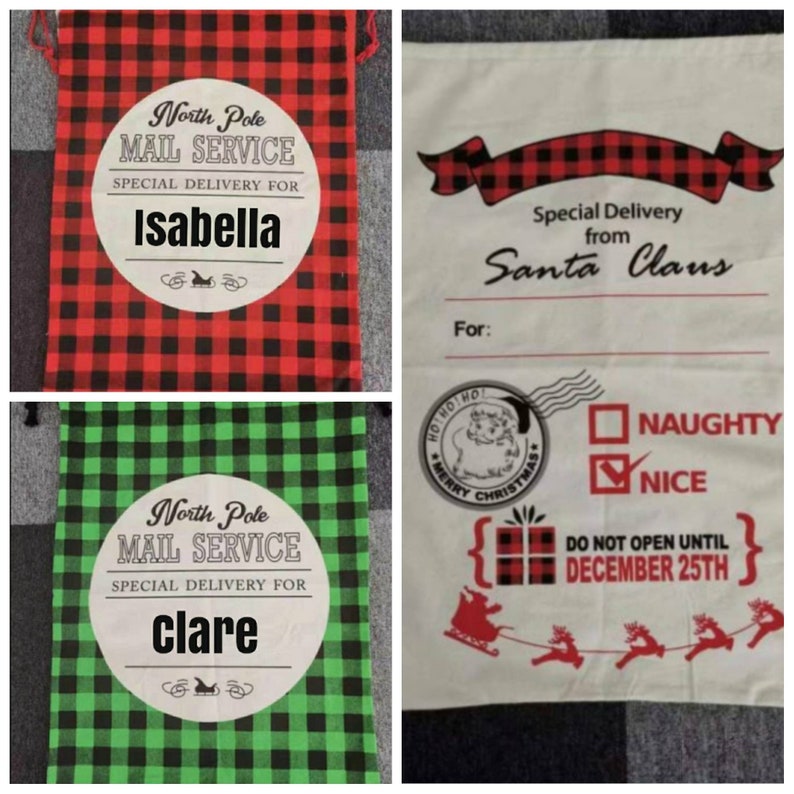 North Pole
MAIL SERVICE
SPECIAL DELIVERY FOR
Isabella
North Pole
MAIL SERVICE
SPECIAL DELIVERY FOR
Clare
Special Delivery
from
Santa Claus
For:
HO! HO! HO!
MERRY CHRISTMAS
NAUGHTY
NICE
DO NOT OPEN UNTIL
DECEMBER 25TH